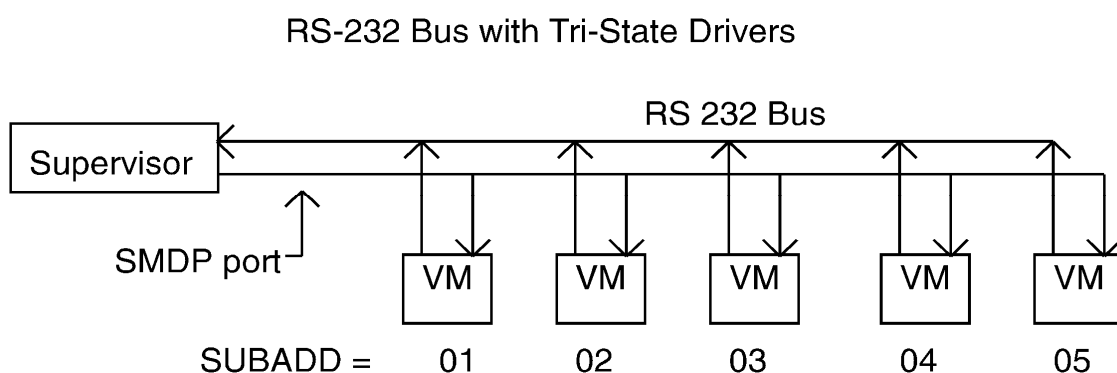 RS-232 Bus with Tri-State Drivers
RS 232 Bus
Supervisor
SMDP port
VM VM VM VM VM
SUBADD = 01 02 03 04 05